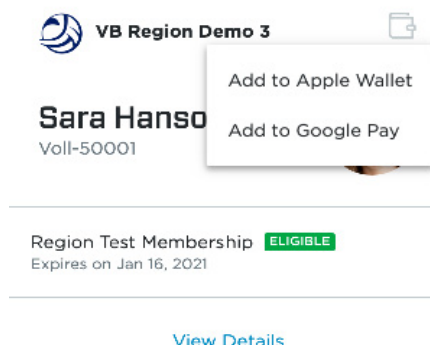 VB Region Demo 3
Add to Apple Wallet
Sara Hanso
Add to Google Pay
Voll-50001
Region Test Membership ELIGIBLE
Expires on Jan 16, 2021
View Details